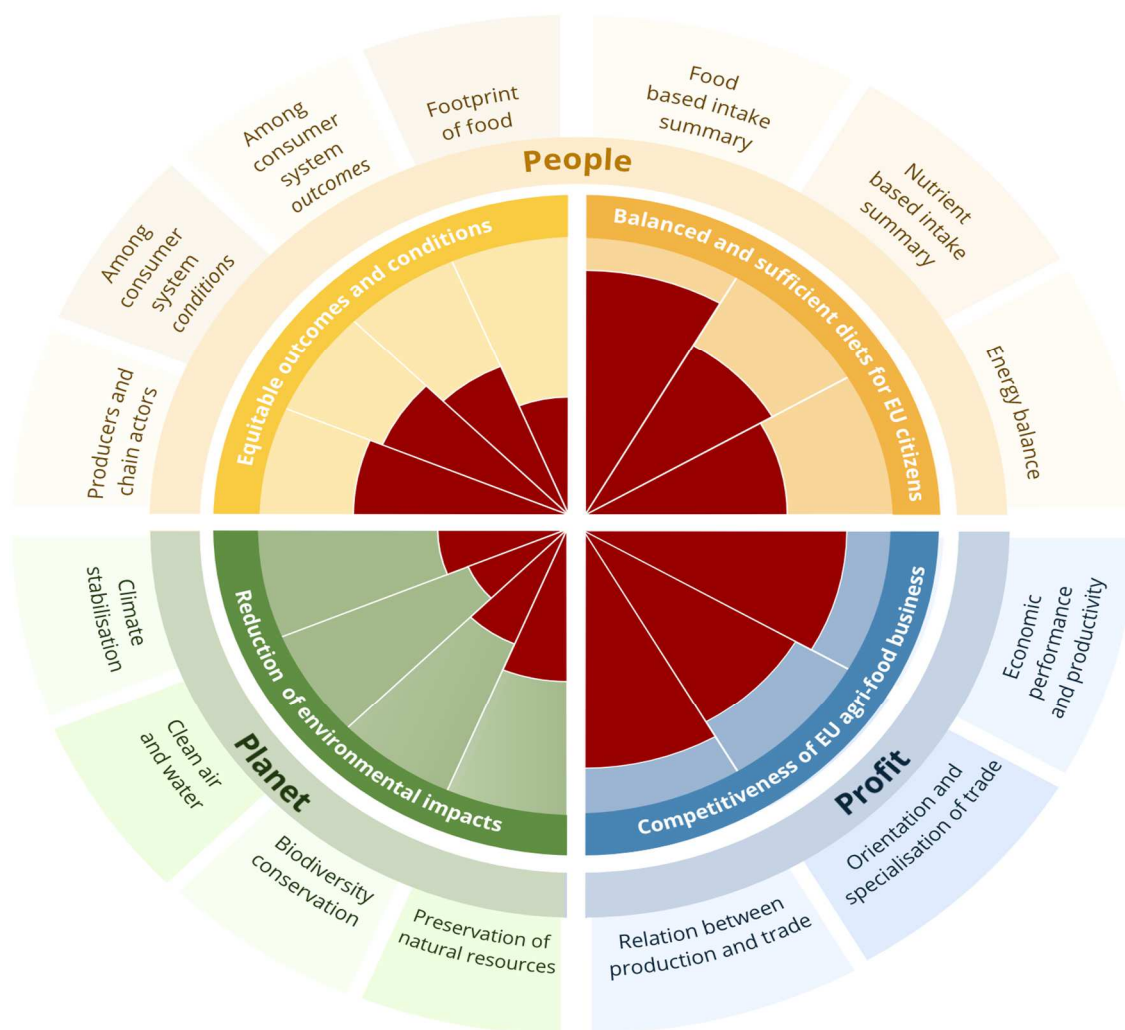 Food
based intake
summary
Nutrient
based intake
summary
Energy balance
Footprint
of food
Among
consumer
system
outcomes
Among
consumer
system
conditions
Producers and
chain actors
People
Equitable outcomes and conditions
Balanced and sufficient diets for EU citizens
Climate
stabilisation
Clean air
and water
Biodiversity
conservation
Preservation of
natural resources
Planet
Reduction of environmental impacts
Competitiveness of EU agri-food business
Profit
Economic
performance
and productivity
Orientation and
specialisation of trade
Relation between
production and trade